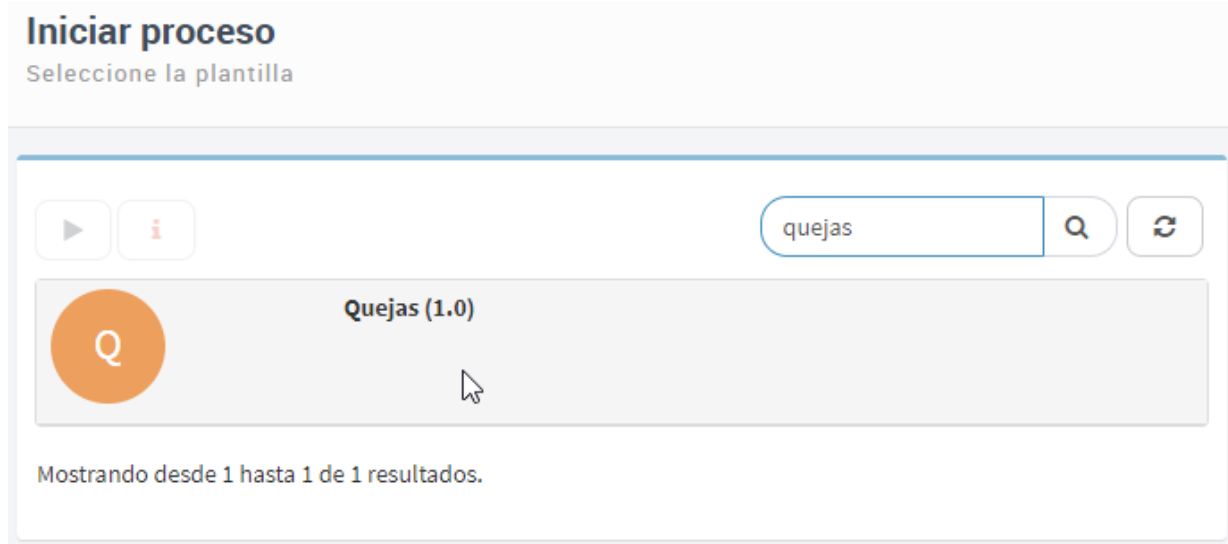 Iniciar proceso
Seleccione la plantilla
quejas
Quejas (1.0)
Q
Mostrando desde 1 hasta 1 de 1 resultados.